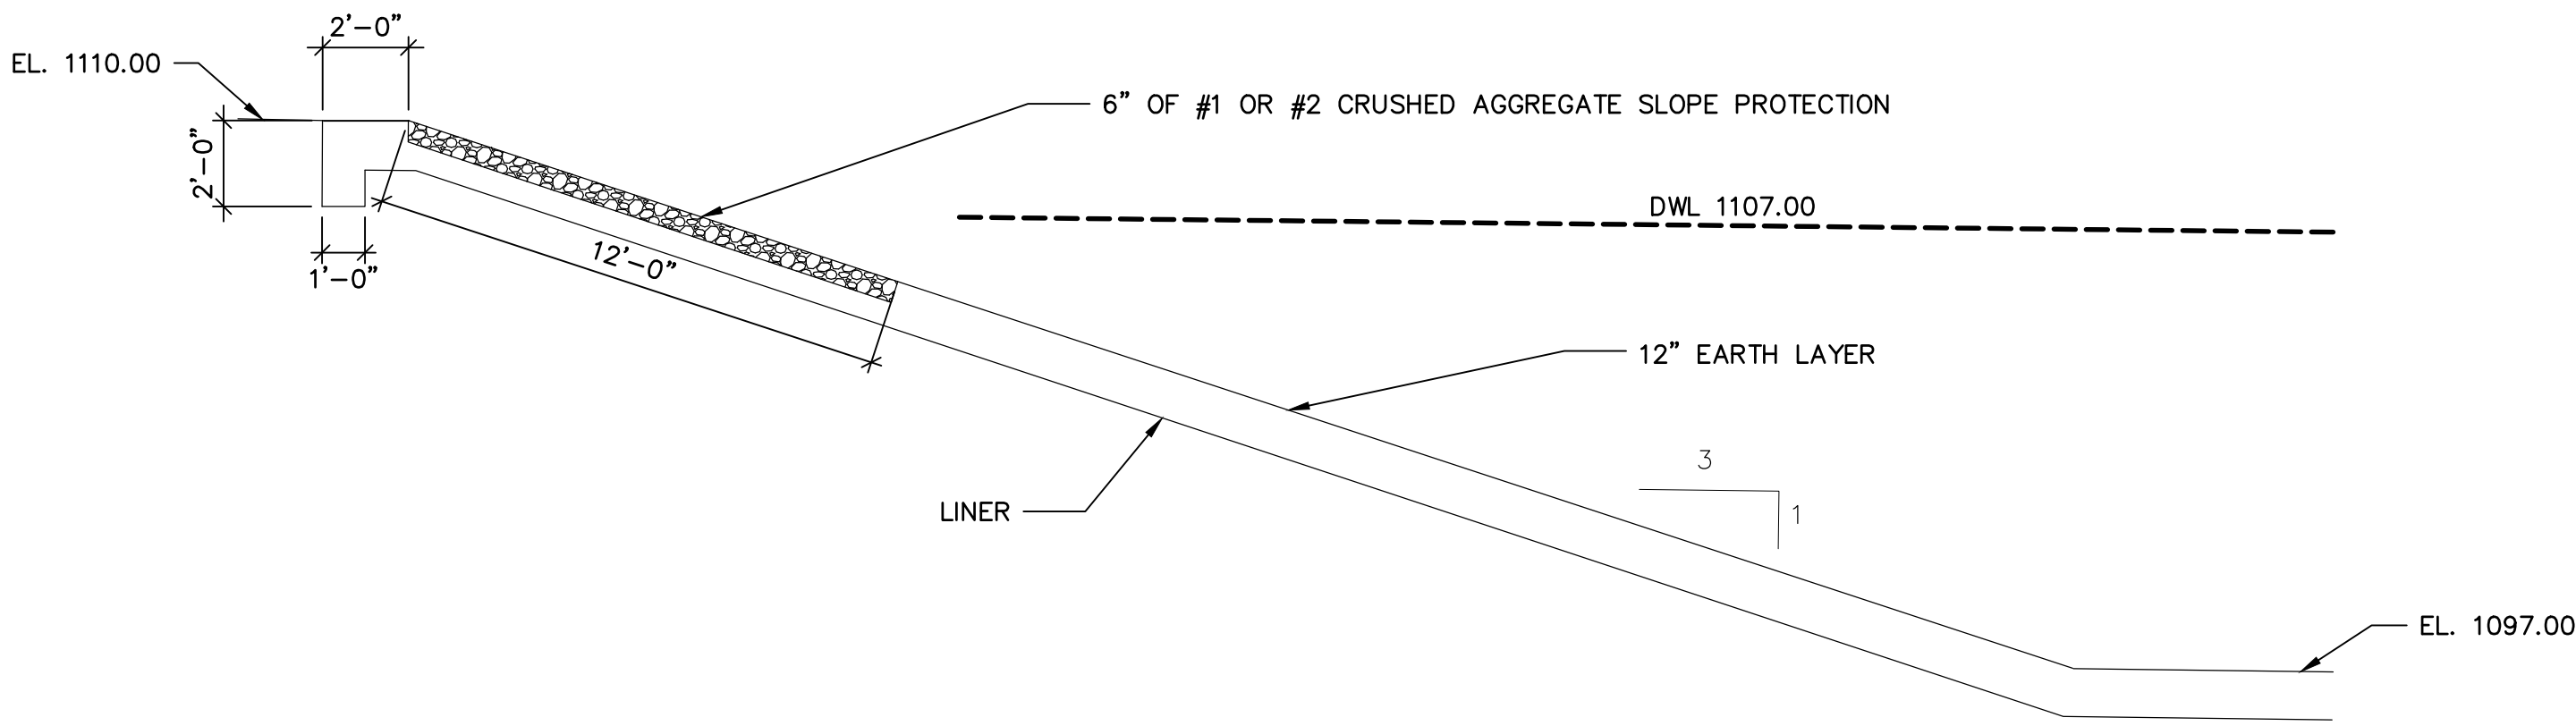 2'-0"
EL. 1110.00
6" OF #1 OR #2 CRUSHED AGGREGATE SLOPE PROTECTION
2'-0"
DWL 1107.00
12'-0"
1'-0"
12" EARTH LAYER
3
LINER
1
EL. 1097.00